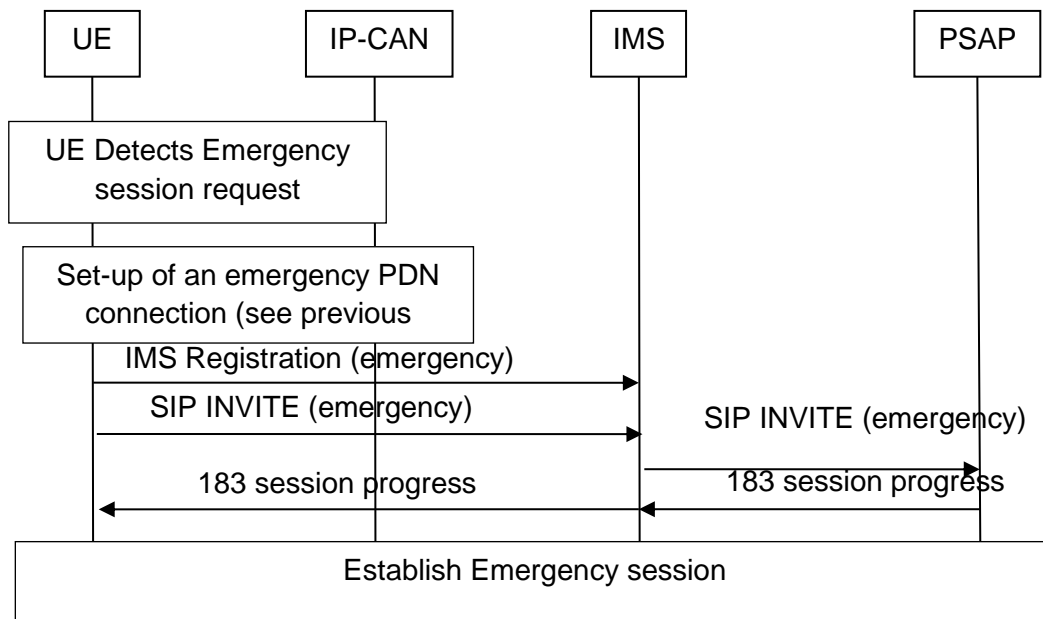 UE
IP-CAN
IMS
PSAP
UE Detects Emergency
session request
Set-up of an emergency PDN
connection (see previous
IMS Registration (emergency)
SIP INVITE (emergency)
SIP INVITE (emergency)
183 session progress
183 session progress
Establish Emergency session